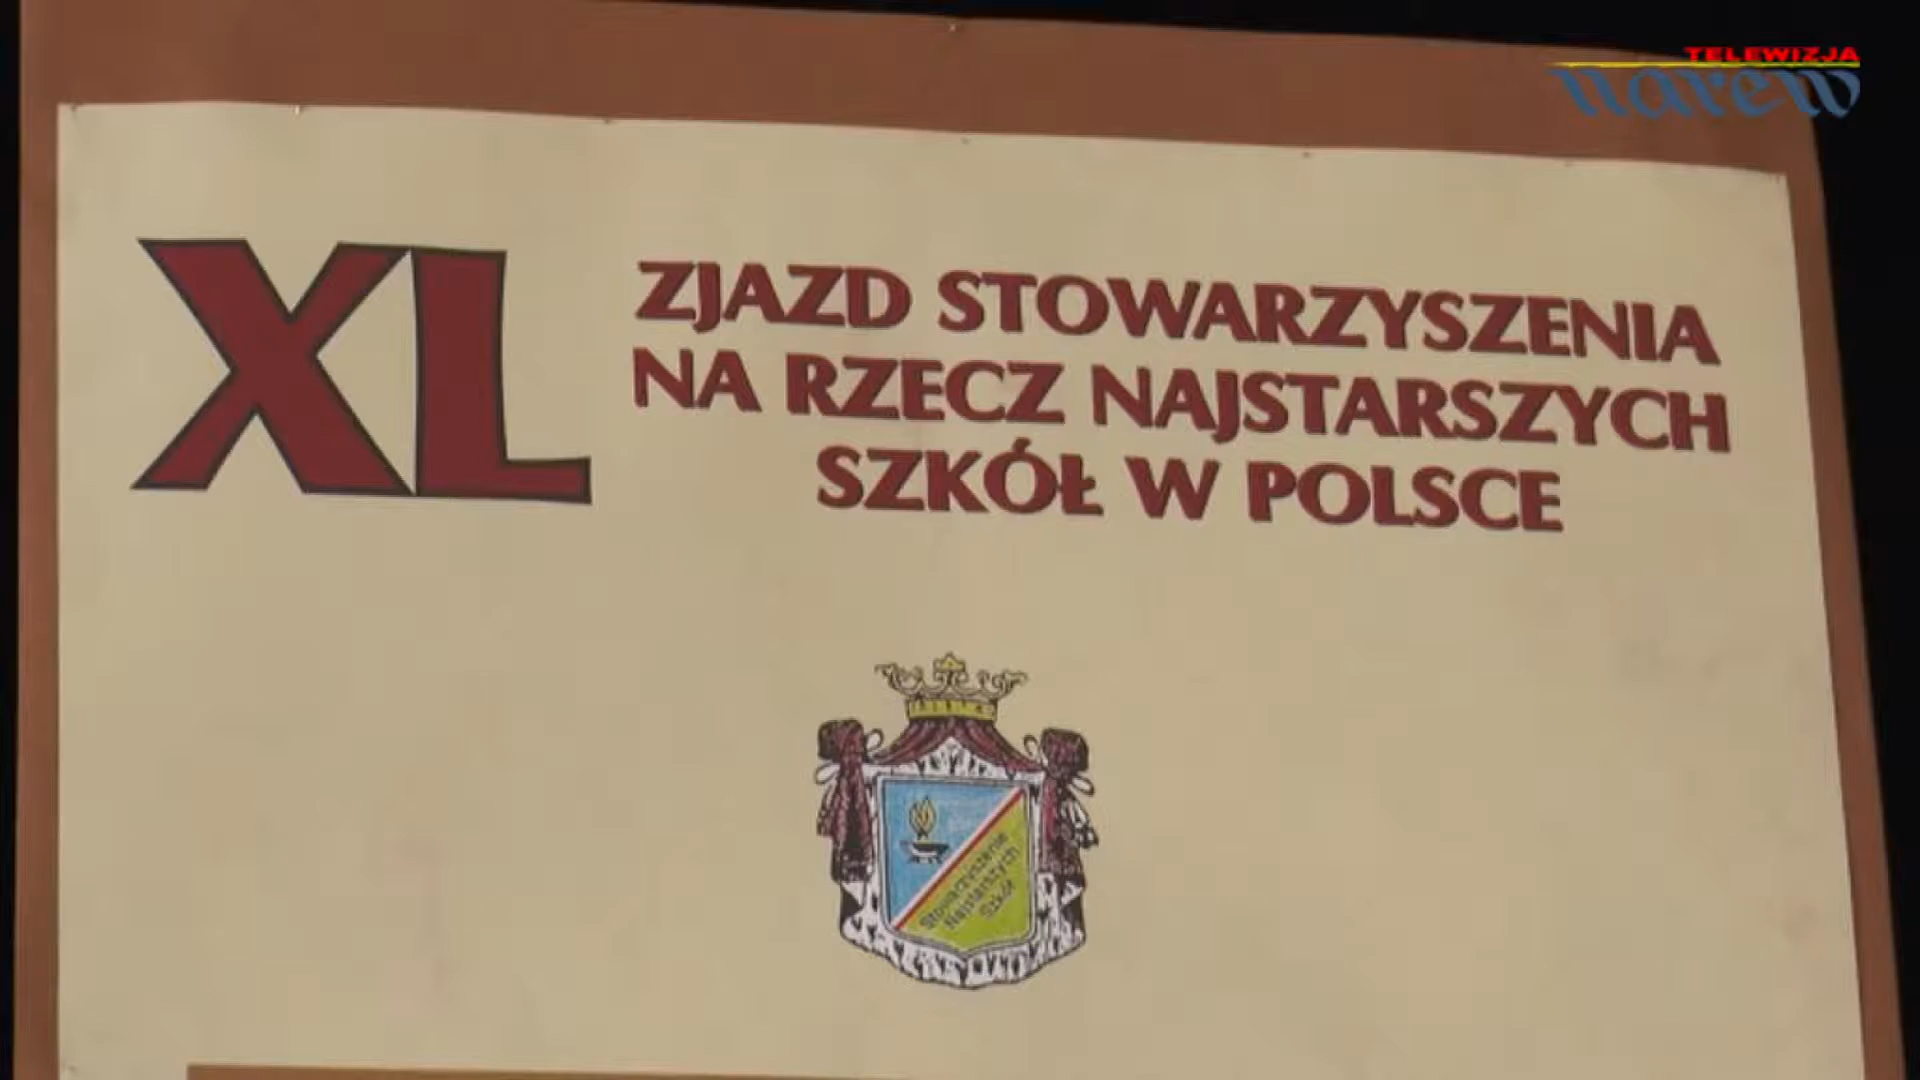 TELEWIZJA
narew
XL
ZJAZD STOWARZYSZENIA
NA RZECZ NAJSTARSZYCH
SZKÓŁ W POLSCE
Stowarzyszenie
Najstarszych
Szkół